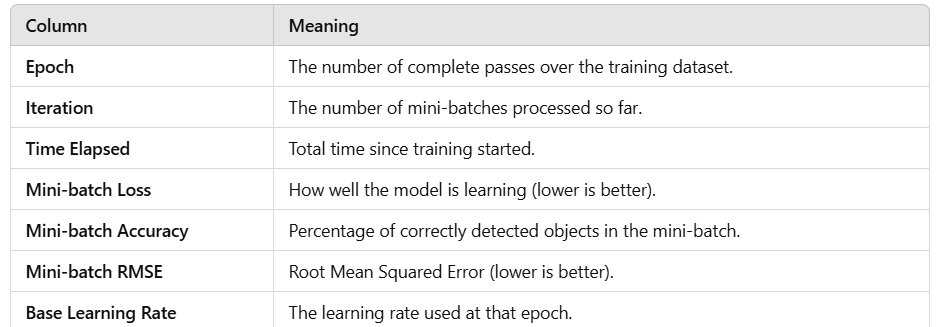 Column Meaning
Epoch The number of complete passes over the training dataset.
Iteration The number of mini-batches processed so far.
Time Elapsed Total time since training started.
Mini-batch Loss How well the model is learning (lower is better).
Mini-batch Accuracy Percentage of correctly detected objects in the mini-batch.
Mini-batch RMSE Root Mean Squared Error (lower is better).
Base Learning Rate The learning rate used at that epoch.